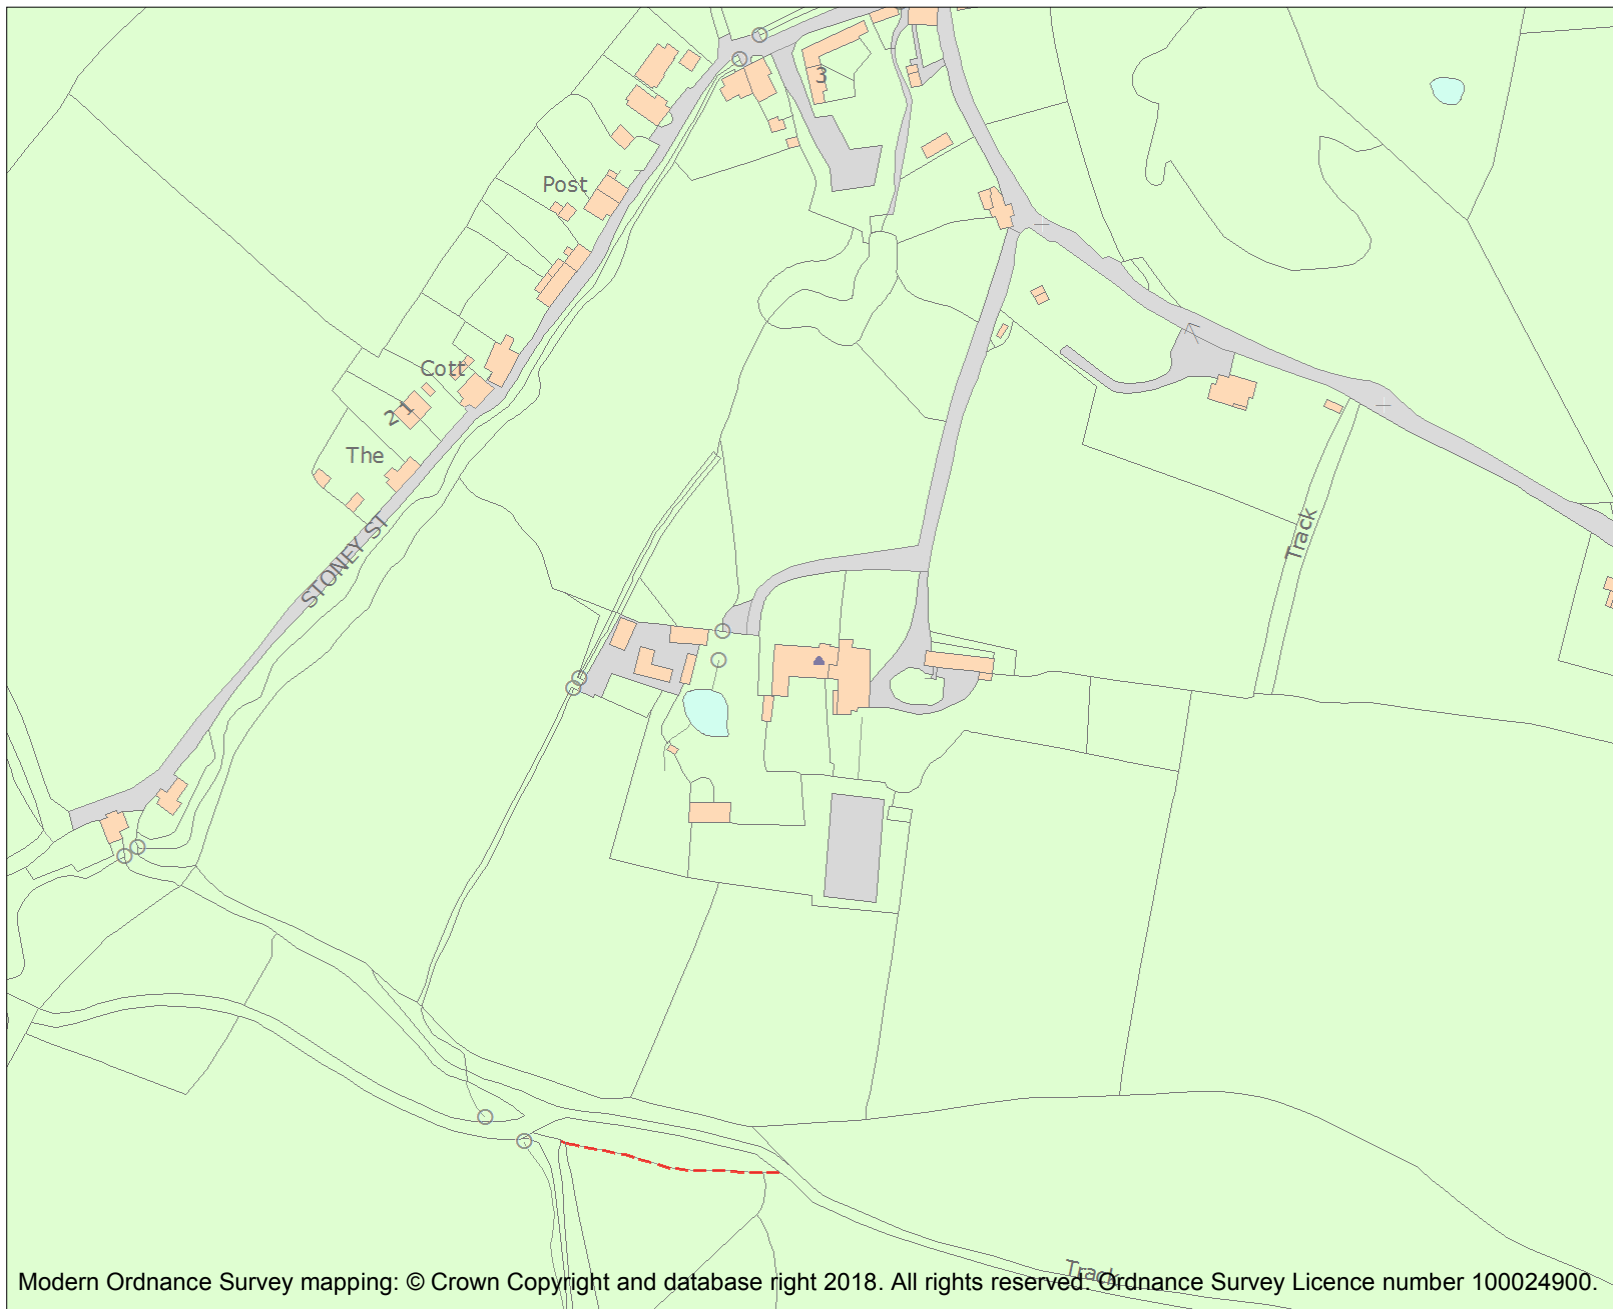 3
Post
Cott
2 1
The
STONEY ST
Track
Track
Modern Ordnance Survey mapping: © Crown Copyright and database right 2018. All rights reserved. Ordnance Survey Licence number 100024900.